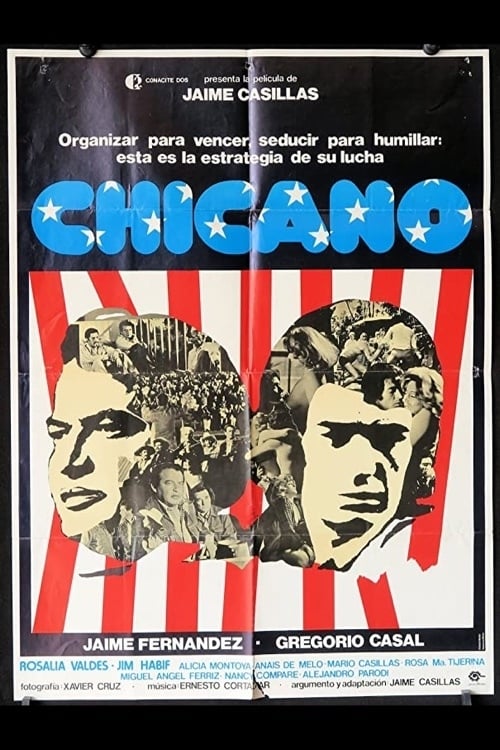 CONACITE DOS presenta la película de
JAIME CASILLAS
Organizar para vencer, seducir para humillar:
esta es la estrategia de su lucha
CHICANO
JAIME FERNANDEZ · GREGORIO CASAL
ROSALIA VALDES · JIM HABIF ALICIA MONTOYA · ANAIS DE MELO · MARIO CASILLAS · ROSA Ma. TIJERINA
MIGUEL ANGEL FERRIZ · NANCY COMPARE · ALEJANDRO PARODI
fotografía · XAVIER CRUZ música · ERNESTO CORTAZAR argumento y adaptación · JAIME CASILLAS